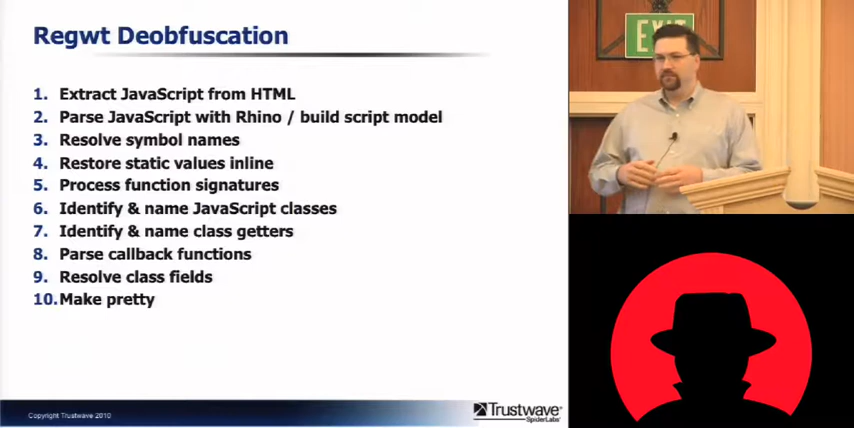 Regwt Deobfuscation
1. Extract JavaScript from HTML
2. Parse JavaScript with Rhino / build script model
3. Resolve symbol names
4. Restore static values inline
5. Process function signatures
6. Identify & name JavaScript classes
7. Identify & name class getters
8. Parse callback functions
9. Resolve class fields
10. Make pretty
Copyright Trustwave 2010
Trustwave®
SpiderLabs®
EXIT